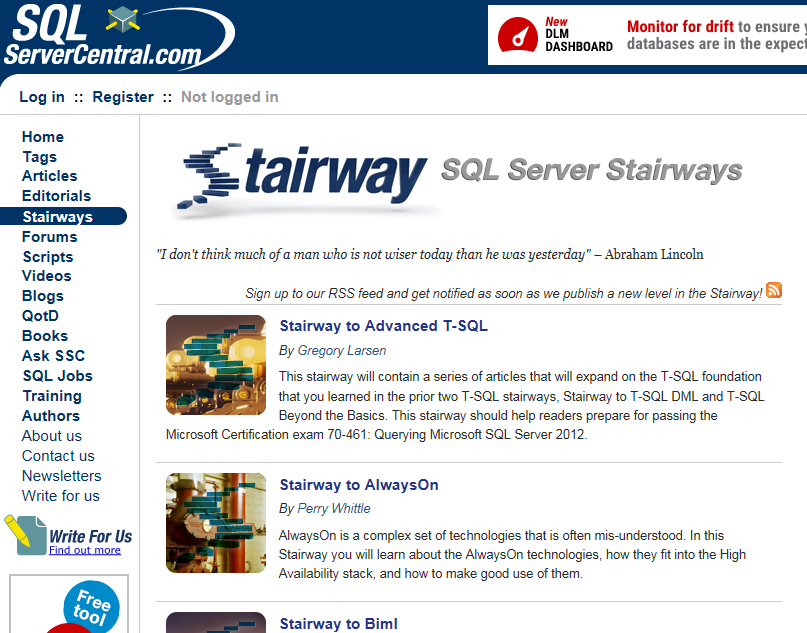 SQL
ServerCentral.com
New
DLM
DASHBOARD
Monitor for drift to ensure
databases are in the expect
Log in :: Register :: Not logged in
Home
Tags
Articles
Editorials
Stairways
Forums
Scripts
Videos
Blogs
QotD
Books
Ask SSC
SQL Jobs
Training
Authors
About us
Contact us
Newsletters
Write for us
Write For Us
Find out more
Free
tool
Stairway SQL Server Stairways
"I don't think much of a man who is not wiser today than he was yesterday" – Abraham Lincoln
Sign up to our RSS feed and get notified as soon as we publish a new level in the Stairway!
Stairway to Advanced T-SQL
By Gregory Larsen
This stairway will contain a series of articles that will expand on the T-SQL foundation
that you learned in the prior two T-SQL stairways, Stairway to T-SQL DML and T-SQL
Beyond the Basics. This stairway should help readers prepare for passing the
Microsoft Certification exam 70-461: Querying Microsoft SQL Server 2012.
Stairway to AlwaysOn
By Perry Whittle
AlwaysOn is a complex set of technologies that is often mis-understood. In this
Stairway you will learn about the AlwaysOn technologies, how they fit into the High
Availability stack, and how to make good use of them.
Stairway to Biml